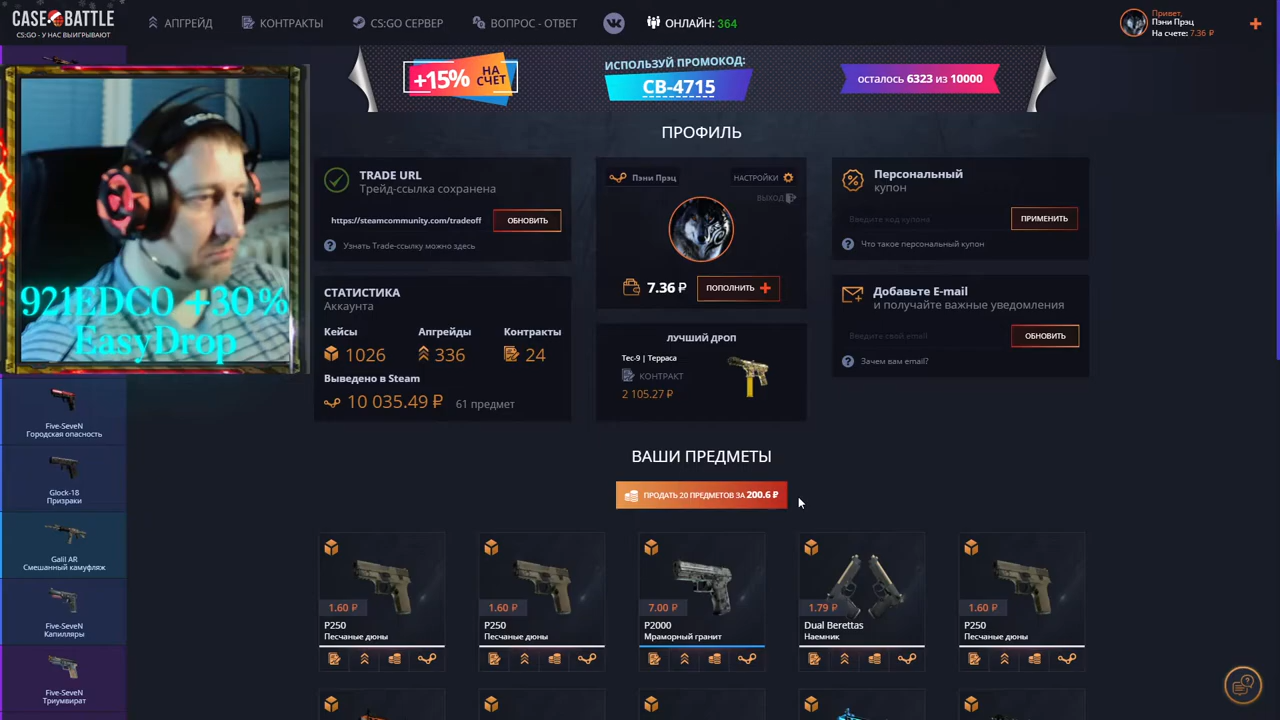 CASE BATTLE
CS:GO - У НАС ВЫИГРЫВАЮТ
АПГРЕЙД
КОНТРАКТЫ
CS:GO СЕРВЕР
ВОПРОС - ОТВЕТ
ОНЛАЙН: 364
Привет,
Пэни Прэц
На счете: 7.36 ₽
+15% НА СЧЕТ
ИСПОЛЬЗУЙ ПРОМОКОД:
CB-4715
осталось 6323 из 10000
ПРОФИЛЬ
TRADE URL
Трейд-ссылка сохранена
https://steamcommunity.com/tradeoff
ОБНОВИТЬ
Узнать Trade-ссылку можно здесь
Пэни Прэц
НАСТРОЙКИ
ВЫХОД
7.36 ₽
ПОПОЛНИТЬ
Персональный
купон
Введите код купона
ПРИМЕНИТЬ
Что такое персональный купон
СТАТИСТИКА
Аккаунта
Кейсы
Апгрейды
Контракты
1026
336
24
Выведено в Steam
10 035.49 ₽
61 предмет
ЛУЧШИЙ ДРОП
Tec-9 | Терраса
КОНТРАКТ
2 105.27 ₽
Добавьте E-mail
и получайте важные уведомления
Введите свой email
ОБНОВИТЬ
Зачем вам email?
921EDC0 +30%
EasyDrop
Five-SeveN
Городская опасность
Glock-18
Призраки
Galil AR
Смешанный камуфляж
Five-SeveN
Капилляры
Five-SeveN
Триумвират
ВАШИ ПРЕДМЕТЫ
ПРОДАТЬ 20 ПРЕДМЕТОВ ЗА 200.6 ₽
1.60 ₽
P250
Песчаные дюны
1.60 ₽
P250
Песчаные дюны
7.00 ₽
P2000
Мраморный гранит
1.79 ₽
Dual Berettas
Наемник
1.60 ₽
P250
Песчаные дюны